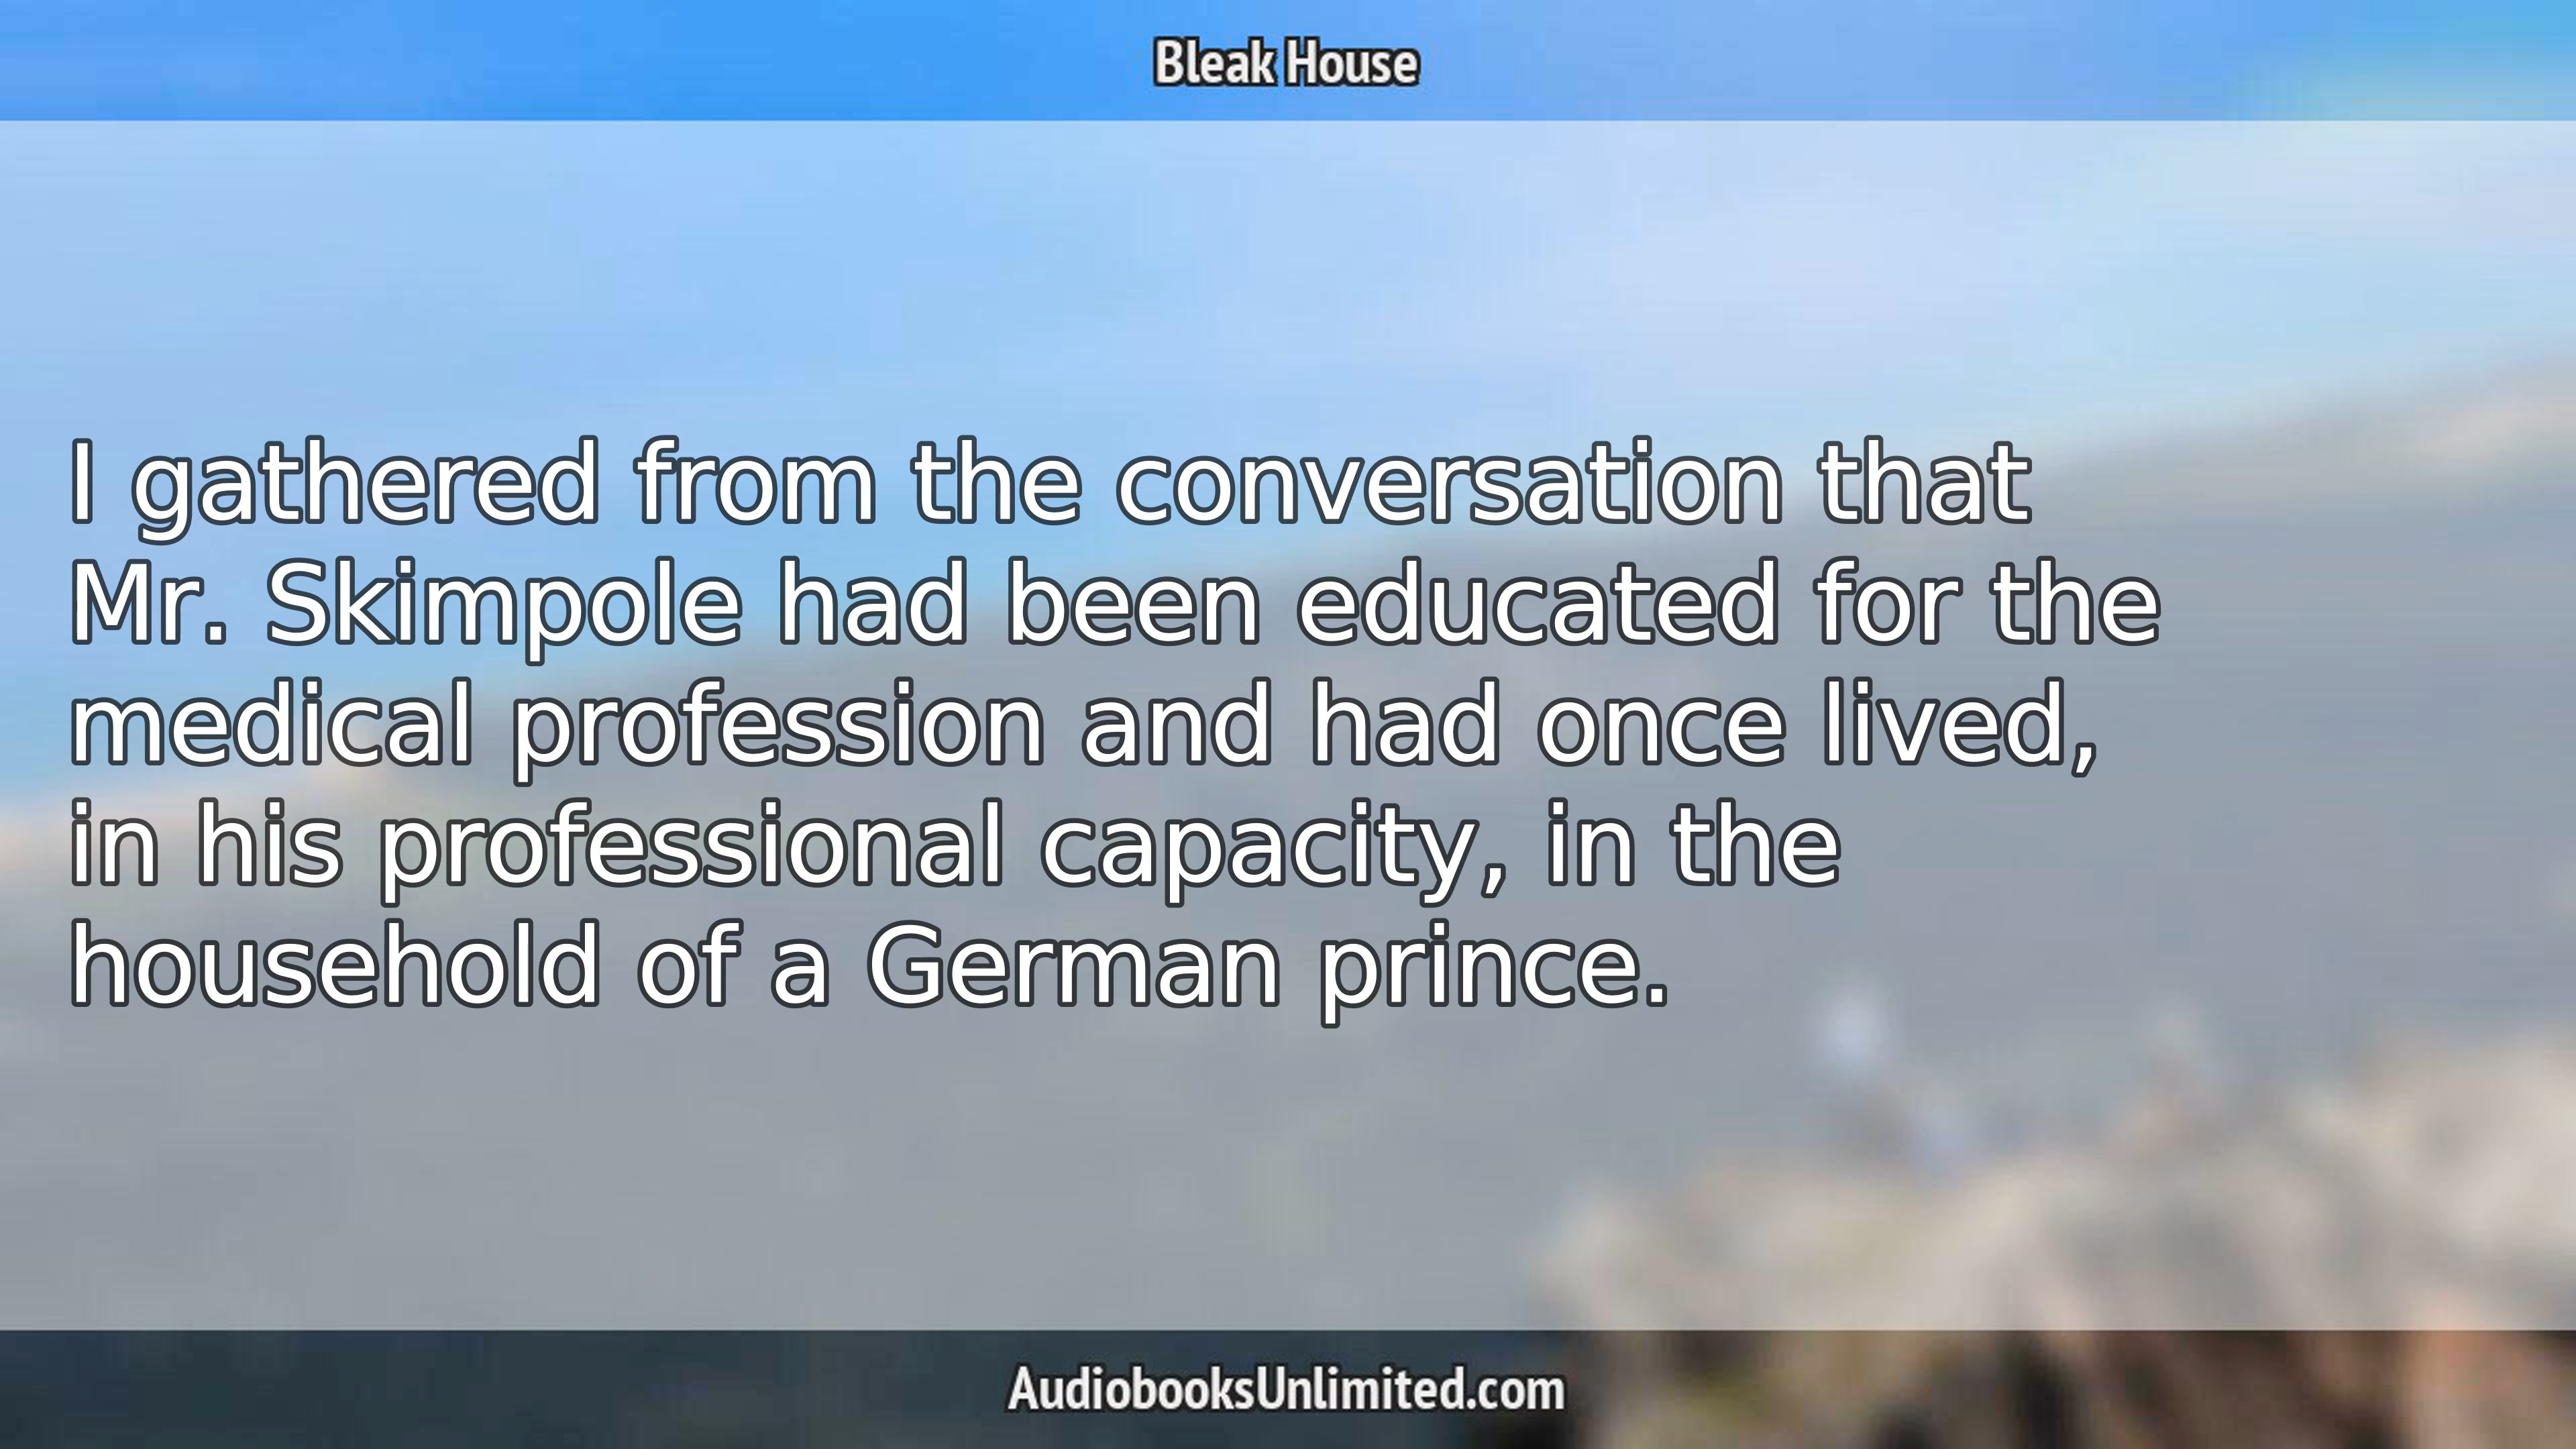 Bleak House
I gathered from the conversation that
Mr. Skimpole had been educated for the
medical profession and had once lived,
in his professional capacity, in the
household of a German prince.
AudiobooksUnlimited.com